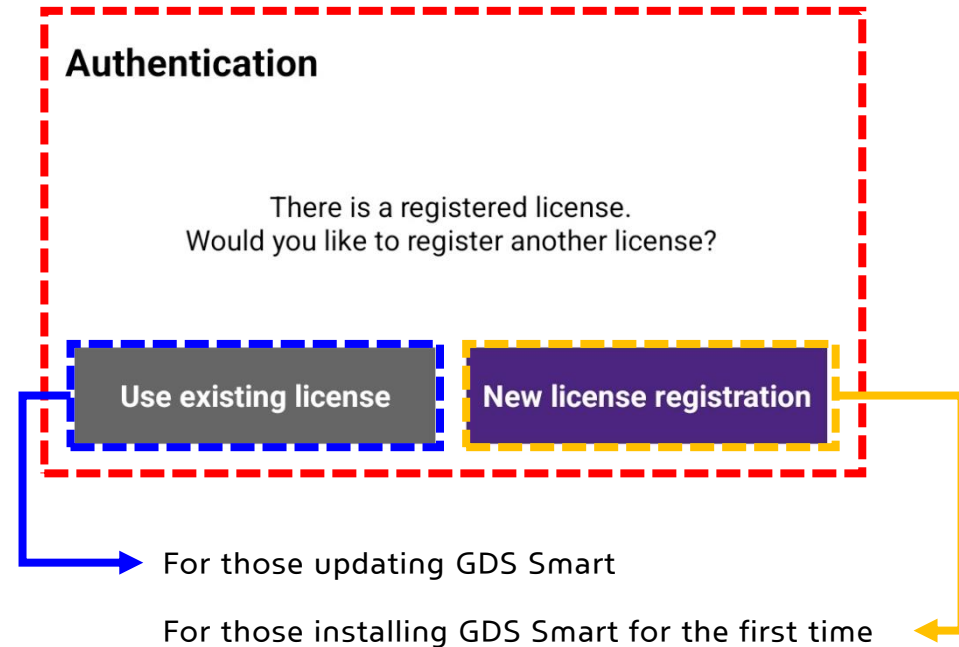 Authentication
There is a registered license.
Would you like to register another license?
Use existing license
New license registration
For those updating GDS Smart
For those installing GDS Smart for the first time